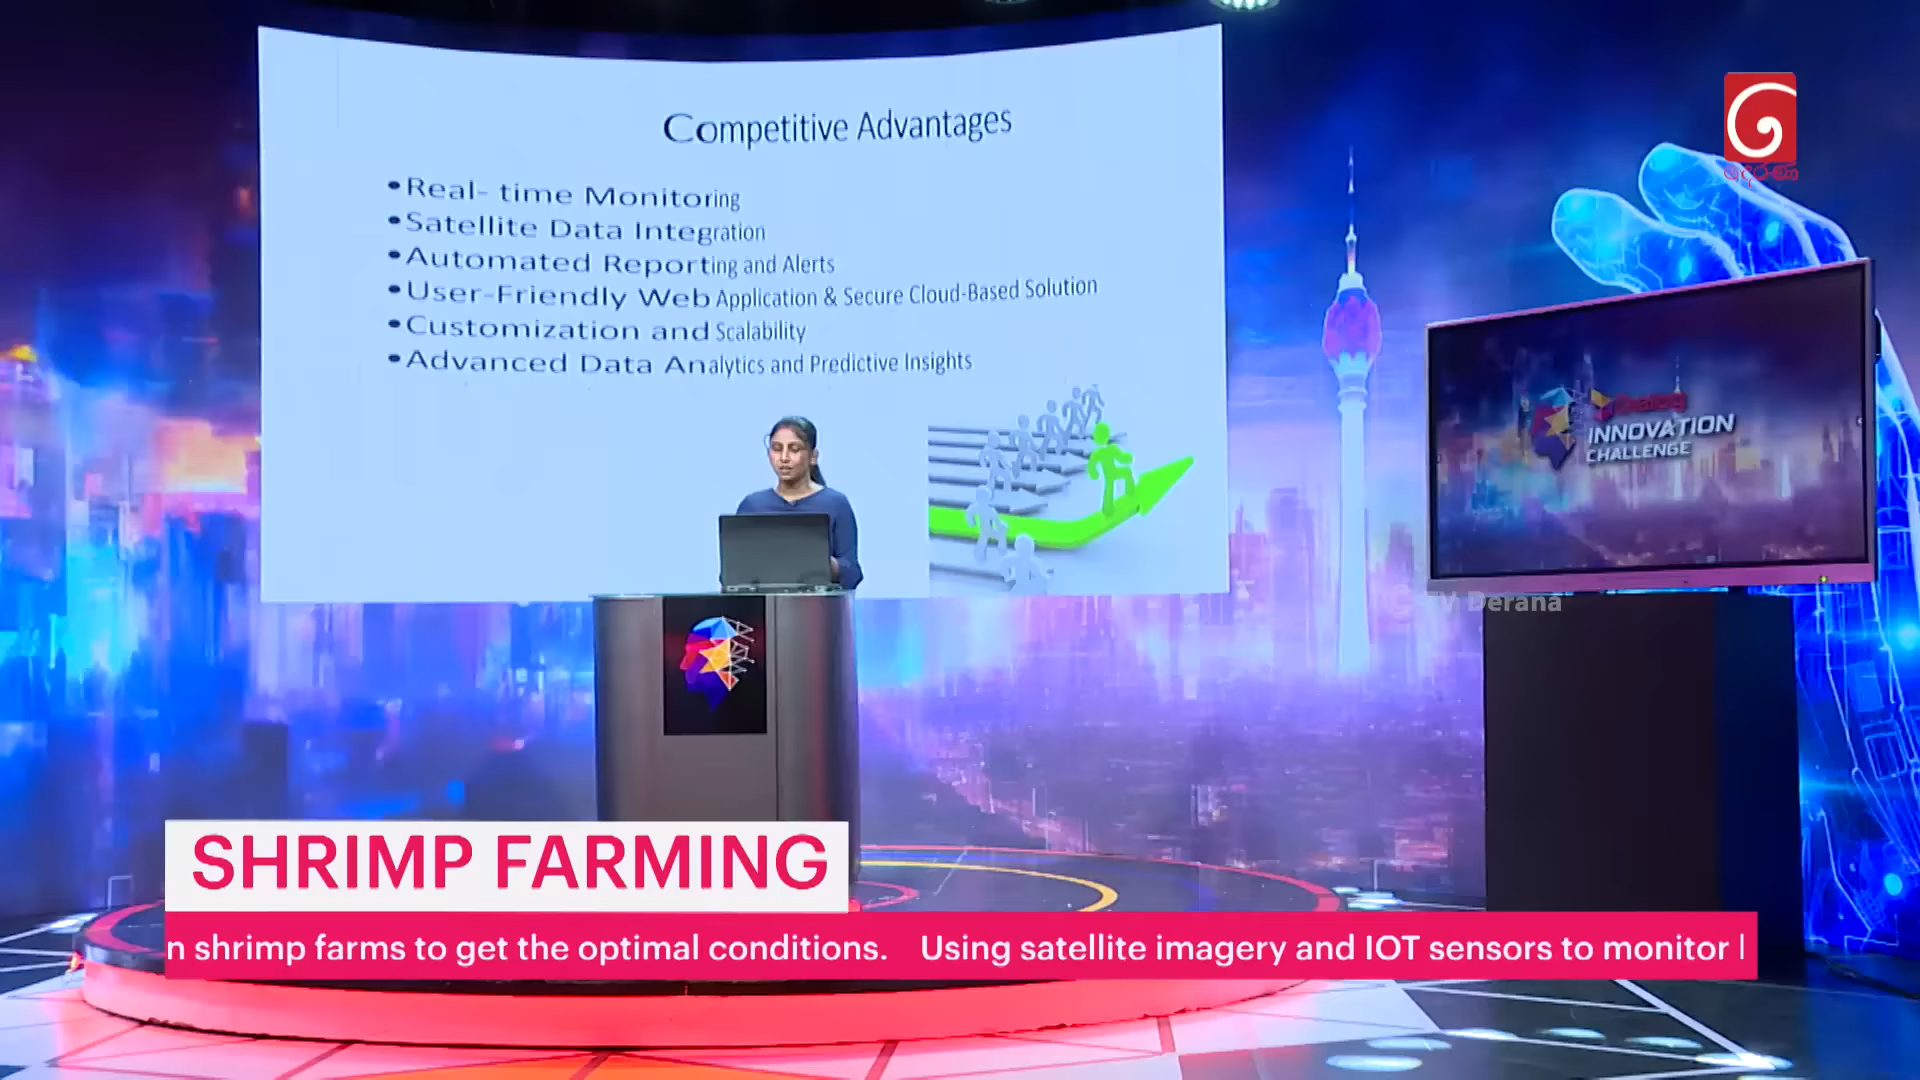 Competitive Advantages
•Real- time Monitoring
•Satellite Data Integration
•Automated Reporting and Alerts
•User-Friendly Web Application & Secure Cloud-Based Solution
•Customization and Scalability
•Advanced Data Analytics and Predictive Insights
දෙරණ
Dialog
INNOVATION
CHALLENGE
TV Derana
SHRIMP FARMING
n shrimp farms to get the optimal conditions. Using satellite imagery and IOT sensors to monitor